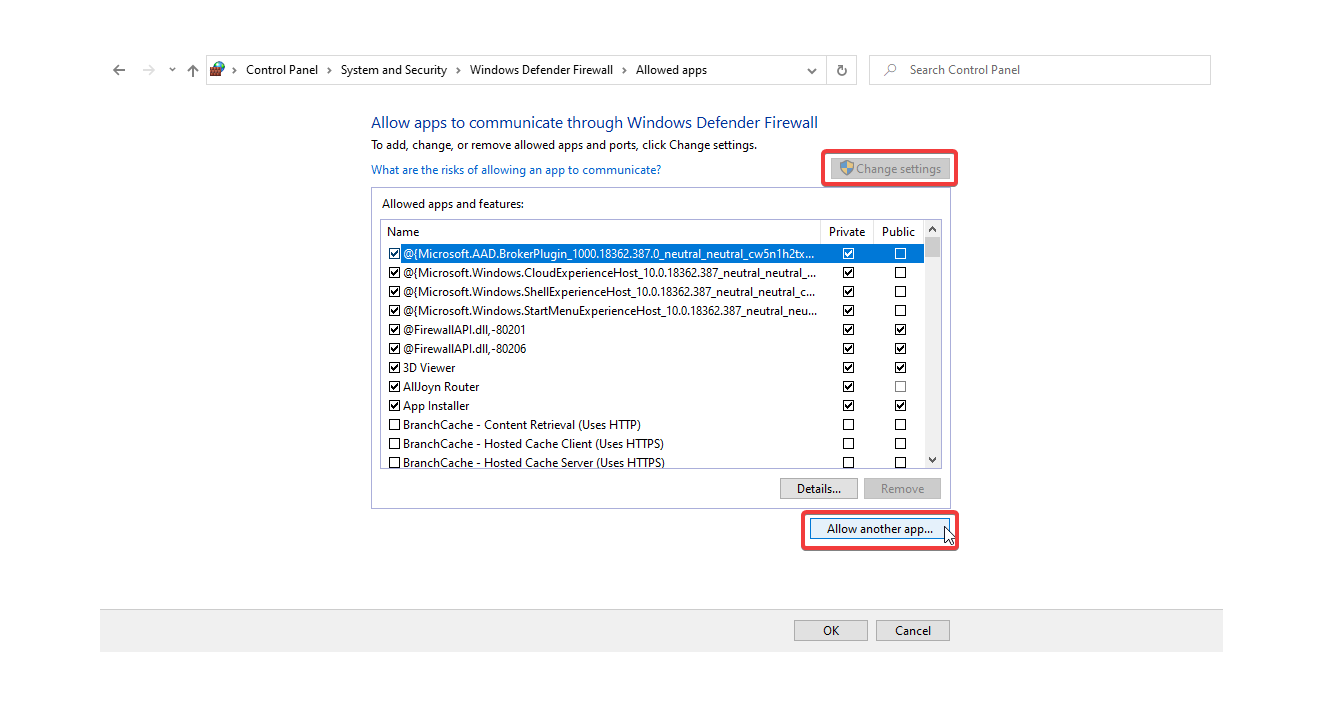 Control Panel > System and Security > Windows Defender Firewall > Allowed apps
Search Control Panel
Allow apps to communicate through Windows Defender Firewall
To add, change, or remove allowed apps and ports, click Change settings.
What are the risks of allowing an app to communicate?
Change settings
Allowed apps and features:
Name Private Public
@{Microsoft.AAD.BrokerPlugin_1000.18362.387.0_neutral_neutral_cw5n1h2tx...
@{Microsoft.Windows.CloudExperienceHost_10.0.18362.387_neutral_neutral_...
@{Microsoft.Windows.ShellExperienceHost_10.0.18362.387_neutral_neutral_c...
@{Microsoft.Windows.StartMenuExperienceHost_10.0.18362.387_neutral_neu...
@FirewallAPI.dll,-80201
@FirewallAPI.dll,-80206
3D Viewer
AllJoyn Router
App Installer
BranchCache - Content Retrieval (Uses HTTP)
BranchCache - Hosted Cache Client (Uses HTTPS)
BranchCache - Hosted Cache Server (Uses HTTPS)
Details... Remove
Allow another app...
OK Cancel